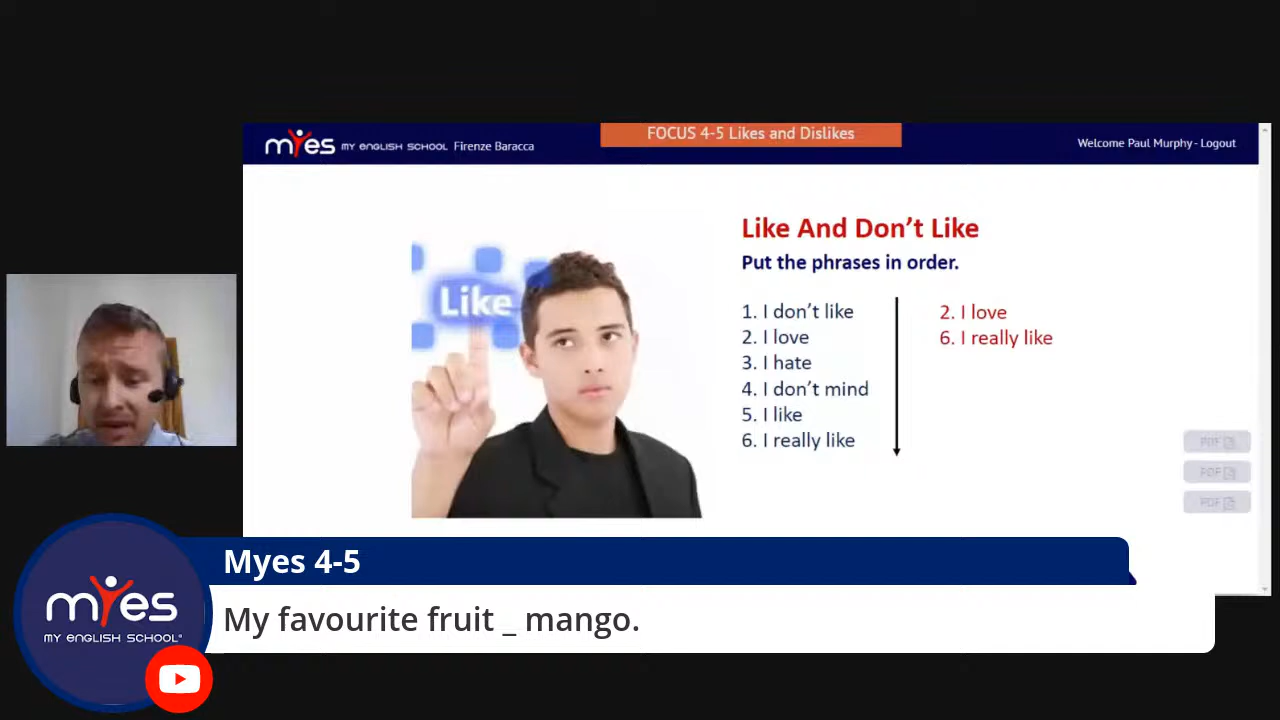 myes MY ENGLISH SCHOOL Firenze Baracca
FOCUS 4-5 Likes and Dislikes
Welcome Paul Murphy - Logout
Like
Like And Don't Like
Put the phrases in order.
1. I don't like
2. I love
3. I hate
4. I don't mind
5. I like
6. I really like
2. I love
6. I really like
PDF
PDF
PDF
Myes 4-5
My favourite fruit _ mango.
myes
MY ENGLISH SCHOOL®